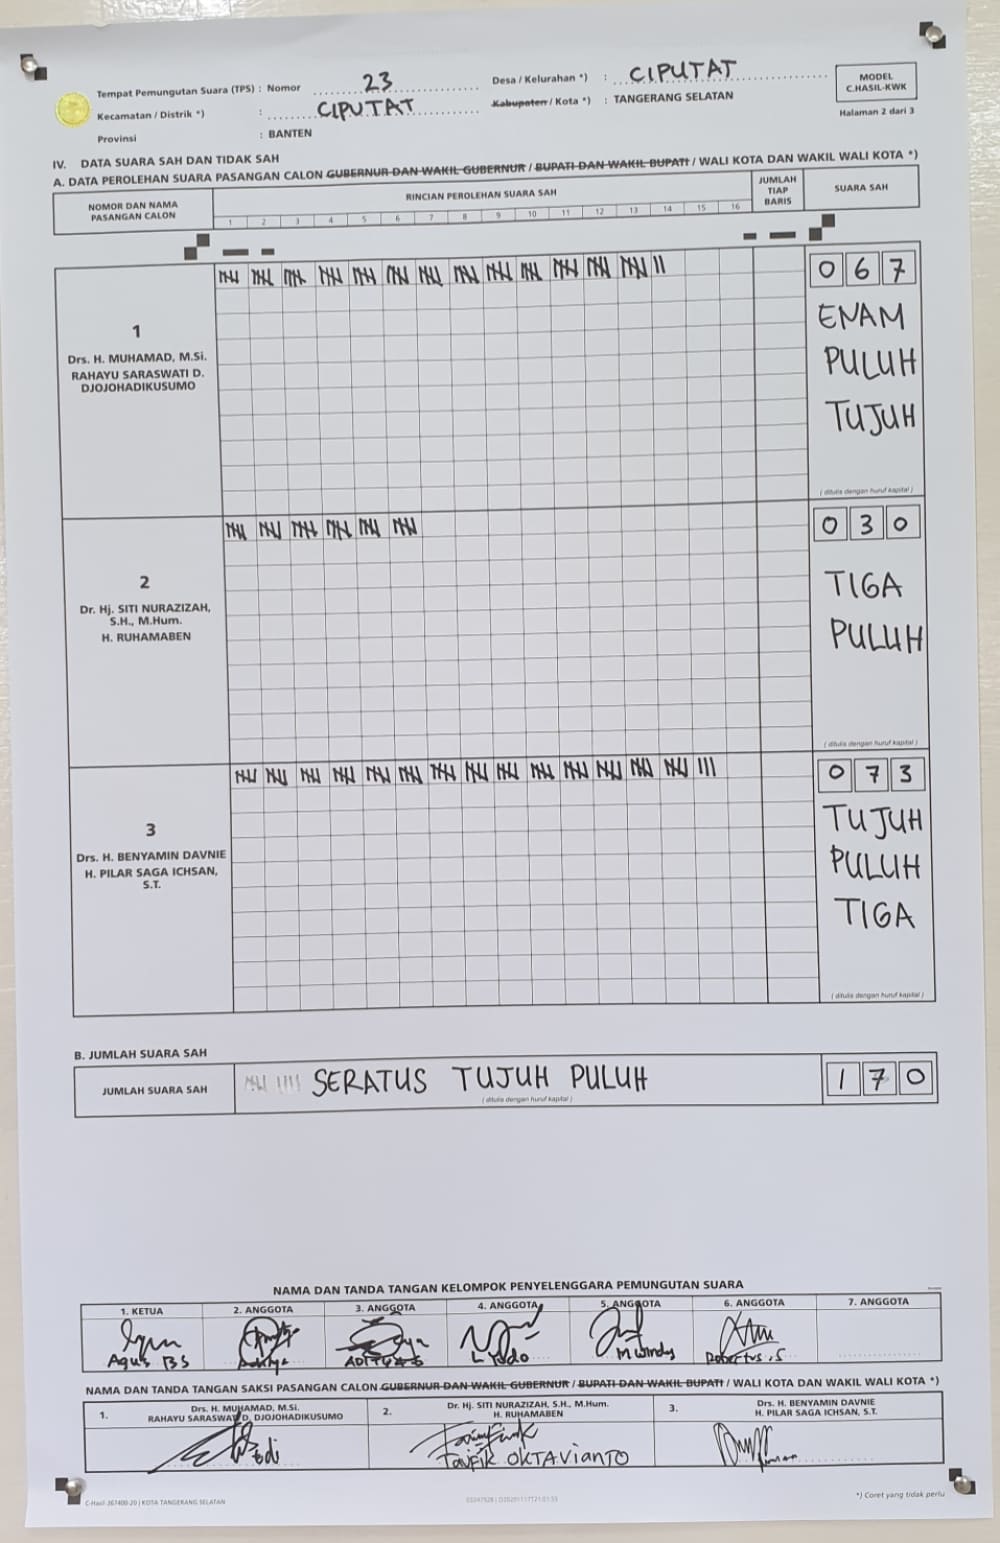 Tempat Pemungutan Suara (TPS) : Nomor 23 Desa / Kelurahan *) : CIPUTAT
Kecamatan / Distrik *) : CIPUTAT Kabupaten / Kota *) : TANGERANG SELATAN
Provinsi : BANTEN
MODEL
C.HASIL-KWK
Halaman 2 dari 3
IV. DATA SUARA SAH DAN TIDAK SAH
A. DATA PEROLEHAN SUARA PASANGAN CALON GUBERNUR DAN WAKIL GUBERNUR / BUPATI DAN WAKIL BUPATI / WALI KOTA DAN WAKIL WALI KOTA *)
NOMOR DAN NAMA
PASANGAN CALON
RINCIAN PEROLEHAN SUARA SAH
1 2 3 4 5 6 7 8 9 10 11 12 13 14 15 16
JUMLAH
TIAP
BARIS
SUARA SAH
1
Drs. H. MUHAMAD, M.Si.
RAHAYU SARASWATI D.
DJOJOHADIKUSUMO
0 6 7
ENAM
PULUH
TUJUH
( ditulis dengan huruf kapital )
2
Dr. Hj. SITI NURAZIZAH,
S.H., M.Hum.
H. RUHAMABEN
0 3 0
TIGA
PULUH
( ditulis dengan huruf kapital )
3
Drs. H. BENYAMIN DAVNIE
H. PILAR SAGA ICHSAN,
S.T.
0 7 3
TUJUH
PULUH
TIGA
( ditulis dengan huruf kapital )
B. JUMLAH SUARA SAH
JUMLAH SUARA SAH SERATUS TUJUH PULUH 1 7 0
( ditulis dengan huruf kapital )
NAMA DAN TANDA TANGAN KELOMPOK PENYELENGGARA PEMUNGUTAN SUARA
1. KETUA 2. ANGGOTA 3. ANGGOTA 4. ANGGOTA 5. ANGGOTA 6. ANGGOTA 7. ANGGOTA
Agus BS
NAMA DAN TANDA TANGAN SAKSI PASANGAN CALON GUBERNUR DAN WAKIL GUBERNUR / BUPATI DAN WAKIL BUPATI / WALI KOTA DAN WAKIL WALI KOTA *)
1. Drs. H. MUHAMAD, M.Si.
RAHAYU SARASWATI D. DJOJOHADIKUSUMO
2. Dr. Hj. SITI NURAZIZAH, S.H., M.Hum.
H. RUHAMABEN
3. Drs. H. BENYAMIN DAVNIE
H. PILAR SAGA ICHSAN, S.T.
Taufik OKTAVIANTO
C-Hasil-367400-20 | KOTA TANGERANG SELATAN
*) Coret yang tidak perlu